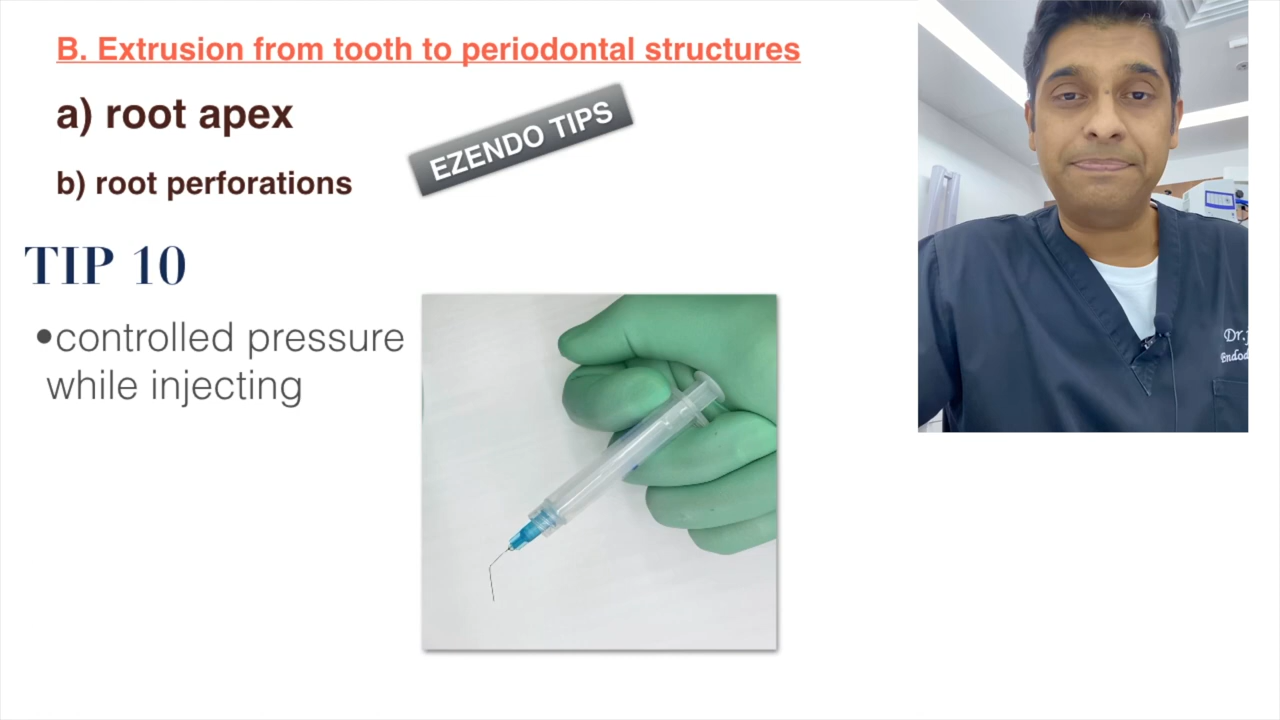 B. Extrusion from tooth to periodontal structures
a) root apex
EZENDO TIPS
b) root perforations
TIP 10
•controlled pressure
while injecting